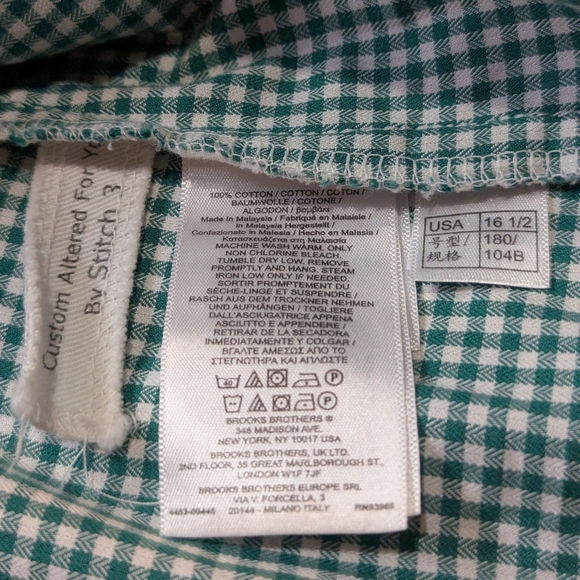 Custom Altered For Yo
By Stitch 3
100% COTTON / COTTON / COTON /
BAUMWOLLE / COTONE /
ALGODON / βαμβάκι
Made in Malaysia / Fabriqué en Malaisie /
in Malaysia Hergestellt /
Confezionato in Malesia / Hecho en Malasia /
Κατασκευάζεται στη Μαλαισία
MACHINE WASH WARM. ONLY
NON CHLORINE BLEACH.
TUMBLE DRY LOW. REMOVE
PROMPTLY AND HANG. STEAM
IRON LOW ONLY IF NEEDED.
SORTIR PROMPTEMENT DU
SÈCHE-LINGE ET SUSPENDRE /
RASCH AUS DEM TROCKNER NEHMEN
UND AUFHÄNGEN / TOGLIERE
DALL'ASCIUGATRICE APPENA
ASCIUTTO E APPENDERE /
RETIRAR DE LA SECADORA
INMEDIATAMENTE Y COLGAR /
ΒΓΑΛΤΕ ΑΜΕΣΩΣ ΑΠΟ ΤΟ
ΣΤΕΓΝΩΤΗΡΑ ΚΑΙ ΑΠΛΩΣΤΕ
40 P
P
BROOKS BROTHERS ®
346 MADISON AVE.
NEW YORK, NY 10017 USA
BROOKS BROTHERS, UK LTD.
2ND FLOOR, 35 GREAT MARLBOROUGH ST.,
LONDON W1F 7JF
BROOKS BROTHERS EUROPE SRL
VIA V. FORCELLA, 3
4463-00445 20144 - MILANO ITALY
USA 16 1/2
号型/ 180/
规格 104B